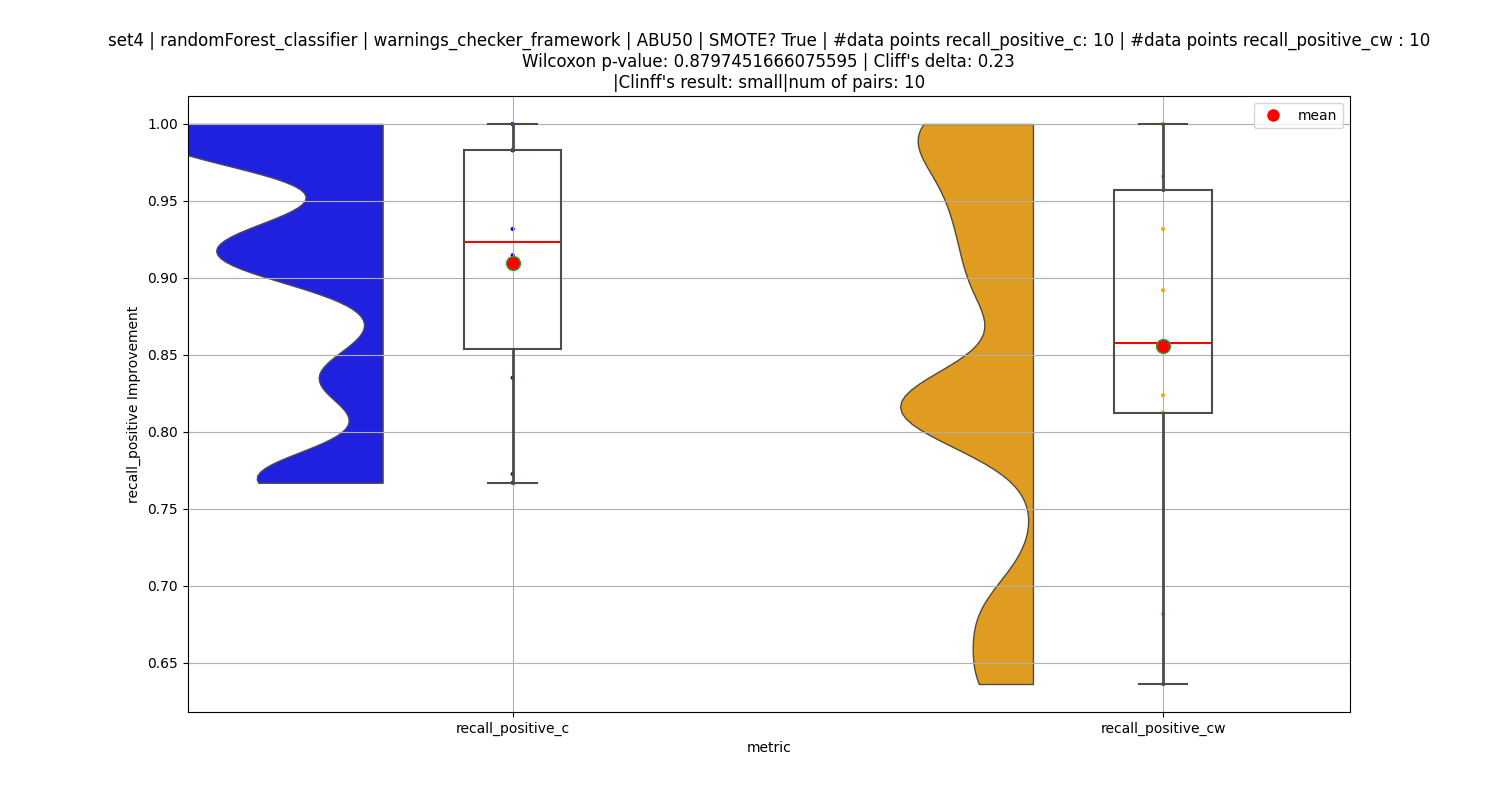 set4 | randomForest_classifier | warnings_checker_framework | ABU50 | SMOTE? True | #data points recall_positive_c: 10 | #data points recall_positive_cw : 10
Wilcoxon p-value: 0.8797451666075595 | Cliff's delta: 0.23
|Clinff's result: small|num of pairs: 10
mean
recall_positive Improvement
1.00
0.95
0.90
0.85
0.80
0.75
0.70
0.65
recall_positive_c
recall_positive_cw
metric